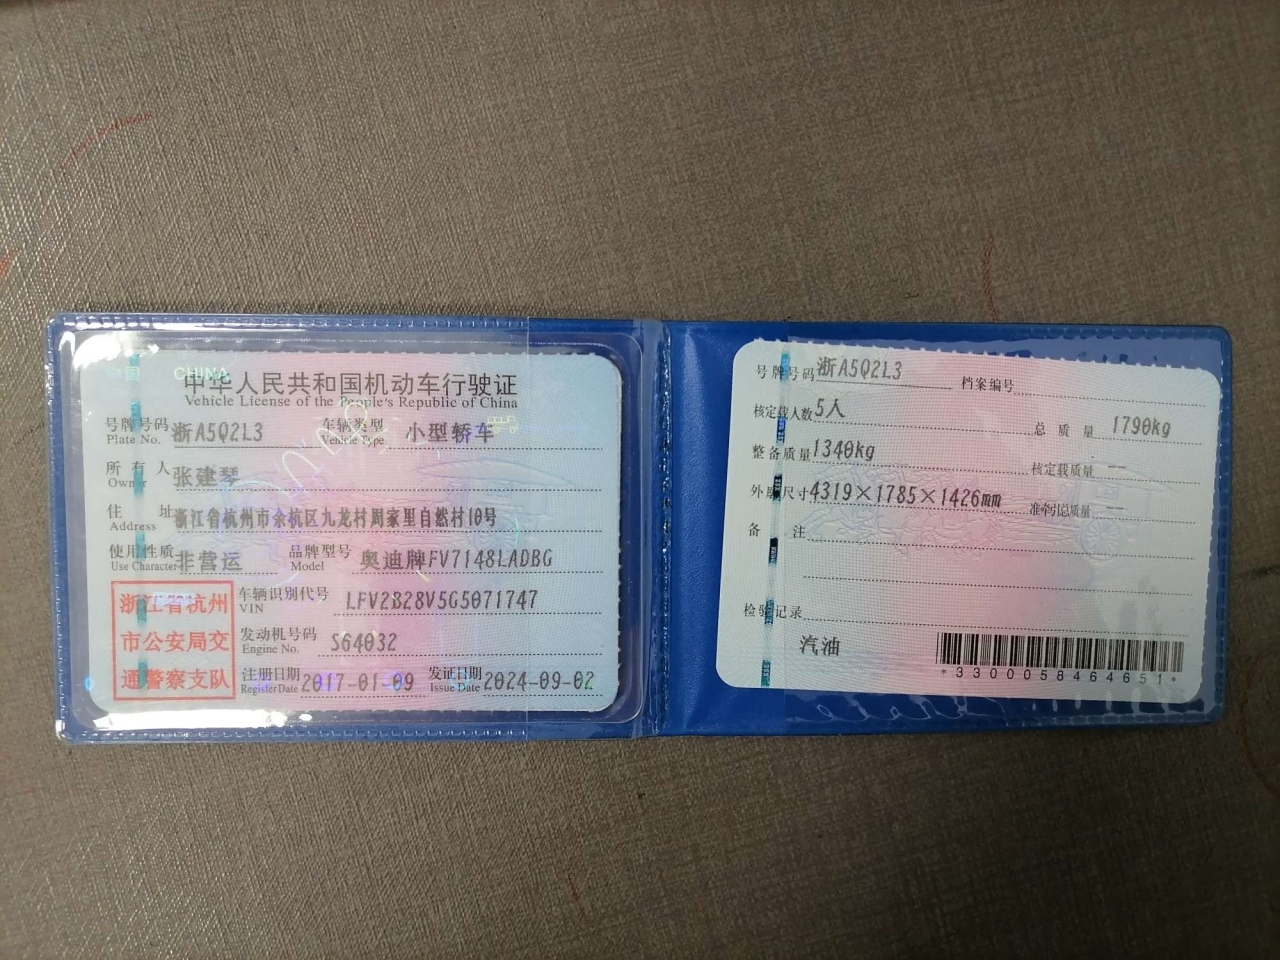 中国 CHINA
中华人民共和国机动车行驶证
Vehicle License of the People's Republic of China
号牌号码 浙A5Q2L3 车辆类型 小型轿车
Plate No. Vehicle Type
所有人 张建琴
Owner
住址 浙江省杭州市余杭区九龙村周家里自然村10号
Address
使用性质 非营运 品牌型号 奥迪牌FV7148LADBG
Use Character Model
浙江省杭州
市公安局交
通警察支队
车辆识别代号 LFV2B28V5G5071747
VIN
发动机号码 S64032
Engine No.
注册日期 2017-01-09 发证日期 2024-09-02
Register Date Issue Date
号牌号码 浙A5Q2L3 档案编号
核定载人数 5人 总质量 1790kg
整备质量 1340kg 核定载质量 --
外廓尺寸 4319×1785×1426mm 准牵引总质量 --
备注
检验记录
汽油
*3300058464651*